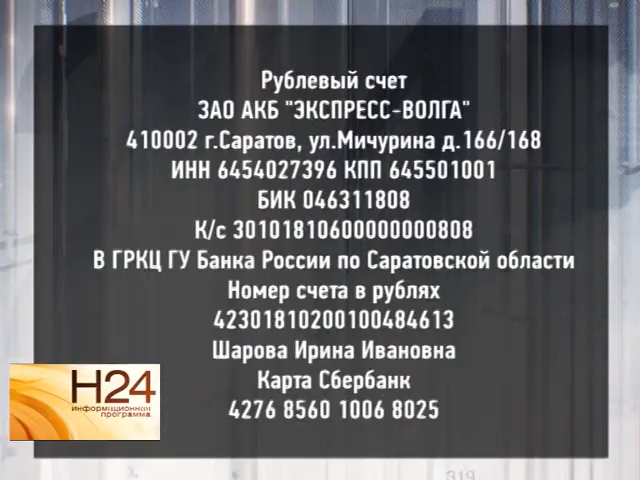 Рублевый счет
ЗАО АКБ "ЭКСПРЕСС-ВОЛГА"
410002 г.Саратов, ул.Мичурина д.166/168
ИНН 6454027396 КПП 645501001
БИК 046311808
К/с 30101810600000000808
В ГРКЦ ГУ Банка России по Саратовской области
Номер счета в рублях
42301810200100484613
Шарова Ирина Ивановна
Карта Сбербанк
4276 8560 1006 8025
Н24
информационная
программа
319